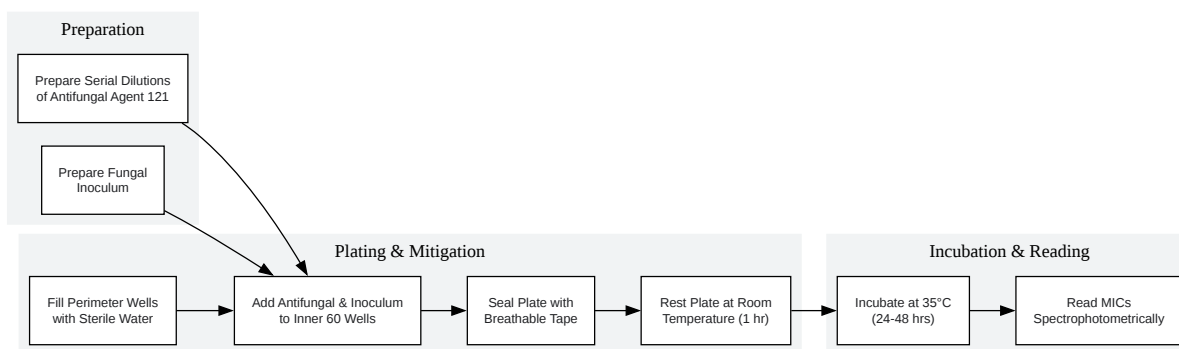 Preparation
Prepare Serial Dilutions
of Antifungal Agent 121
Prepare Fungal
Inoculum
Plating & Mitigation
Fill Perimeter Wells
with Sterile Water
Add Antifungal & Inoculum
to Inner 60 Wells
Seal Plate with
Breathable Tape
Rest Plate at Room
Temperature (1 hr)
Incubation & Reading
Incubate at 35°C
(24-48 hrs)
Read MICs
Spectrophotometrically